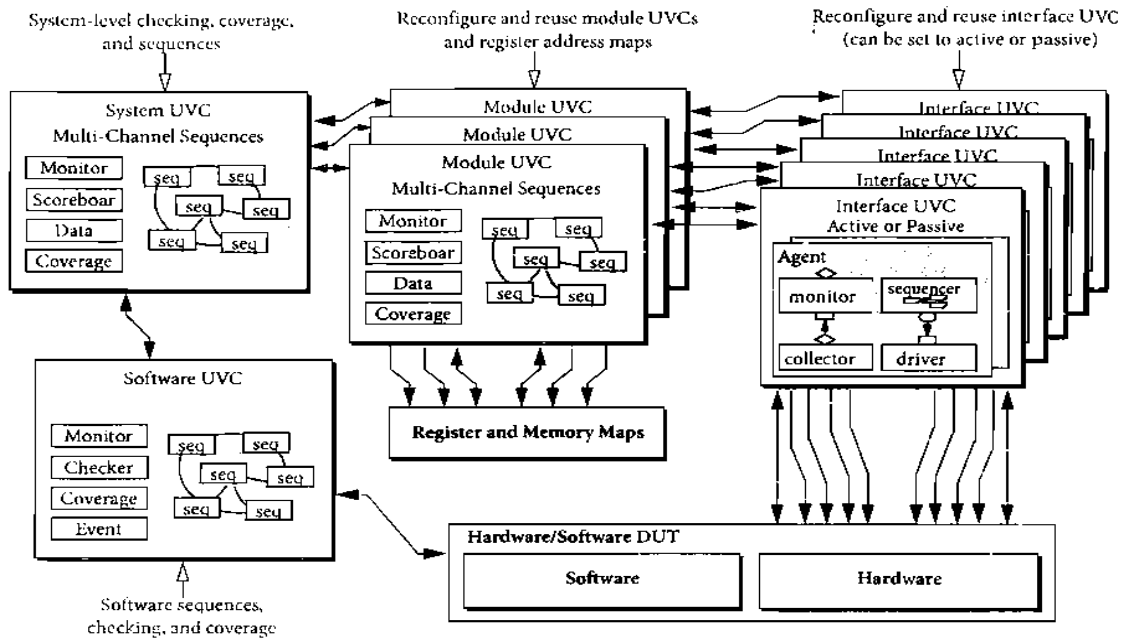 System-level checking, coverage,
and sequences
Reconfigure and reuse module UVCs
and register address maps
Reconfigure and reuse interface UVC
(can be set to active or passive)
System UVC
Multi-Channel Sequences
Monitor
Scoreboar
Data
Coverage
seq
seq
seq
seq
seq
seq
Module UVC
Module UVC
Module UVC
Multi-Channel Sequences
Monitor
Scoreboar
Data
Coverage
seq
seq
seq
seq
seq
seq
Interface UVC
Interface UVC
Interface UVC
Interface UVC
Interface UVC
Active or Passive
Agent
monitor
sequencer
collector
driver
Software UVC
Monitor
Checker
Coverage
Event
seq
seq
seq
seq
seq
seq
Register and Memory Maps
Hardware/Software DUT
Software
Hardware
Software sequences,
checking, and coverage